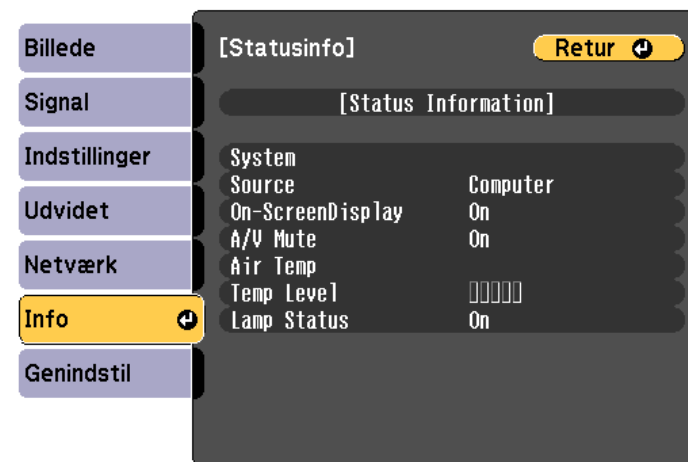 Billede
Signal
Indstillinger
Udvidet
Netværk
Info
Genindstil
[Statusinfo]
Retur
[Status Information]
System
Source Computer
On-ScreenDisplay On
A/V Mute On
Air Temp
Temp Level
Lamp Status On